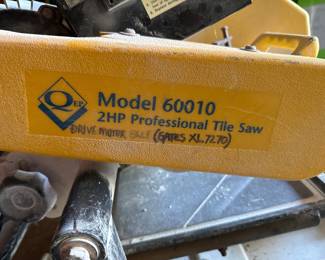 QEP
Model 60010
2HP Professional Tile Saw
DRIVE MOTOR BELT (GATES XL 7270)